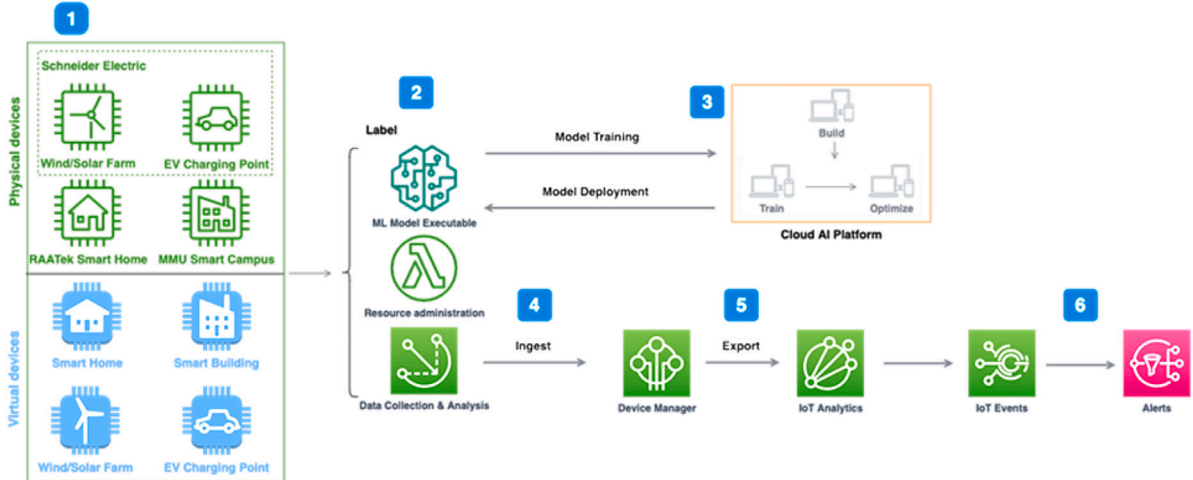 1
Schneider Electric
Physical devices
Wind/Solar Farm
EV Charging Point
RAATek Smart Home
MMU Smart Campus
Virtual devices
Smart Home
Smart Building
Wind/Solar Farm
EV Charging Point
2
Label
ML Model Executable
Resource administration
Data Collection & Analysis
Model Training
Model Deployment
3
Build
Train
Optimize
Cloud AI Platform
4
Ingest
Device Manager
5
Export
IoT Analytics
IoT Events
6
Alerts